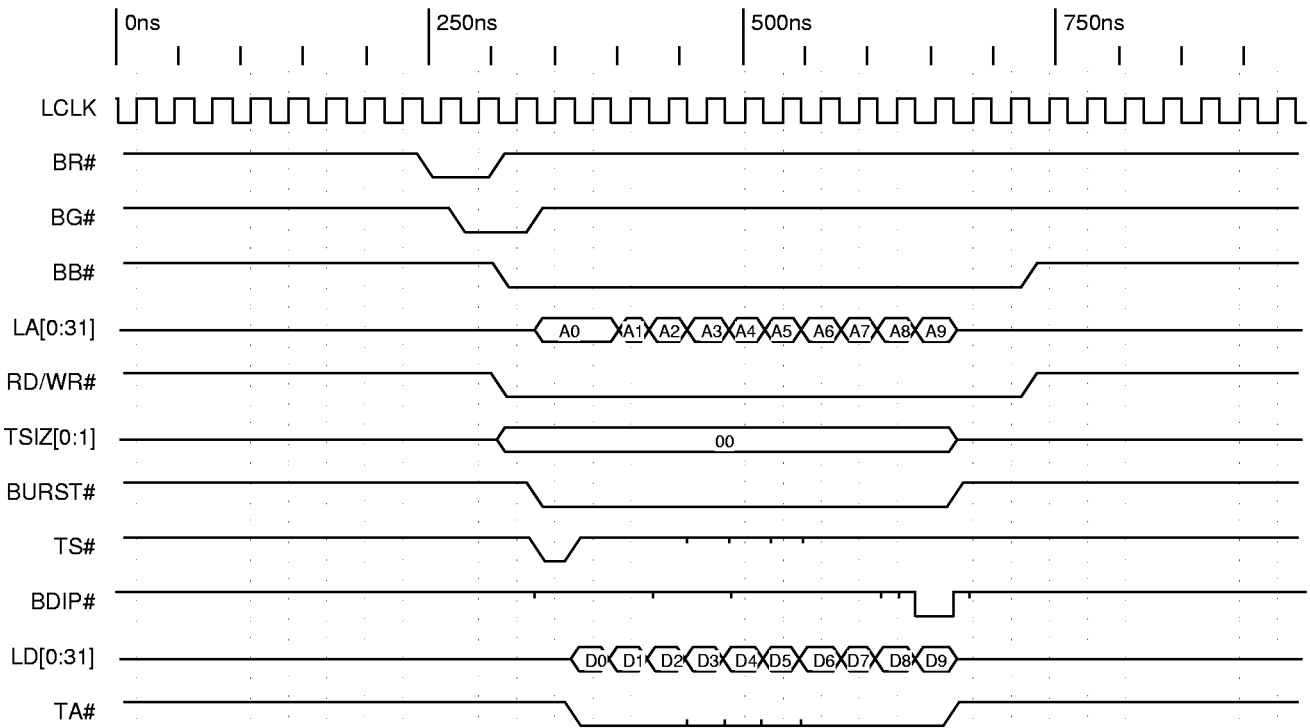 0ns 250ns 500ns 750ns
LCLK
BR#
BG#
BB#
LA[0:31] A0 A1 A2 A3 A4 A5 A6 A7 A8 A9
RD/WR#
TSIZ[0:1] 00
BURST#
TS#
BDIP#
LD[0:31] D0 D1 D2 D3 D4 D5 D6 D7 D8 D9
TA#